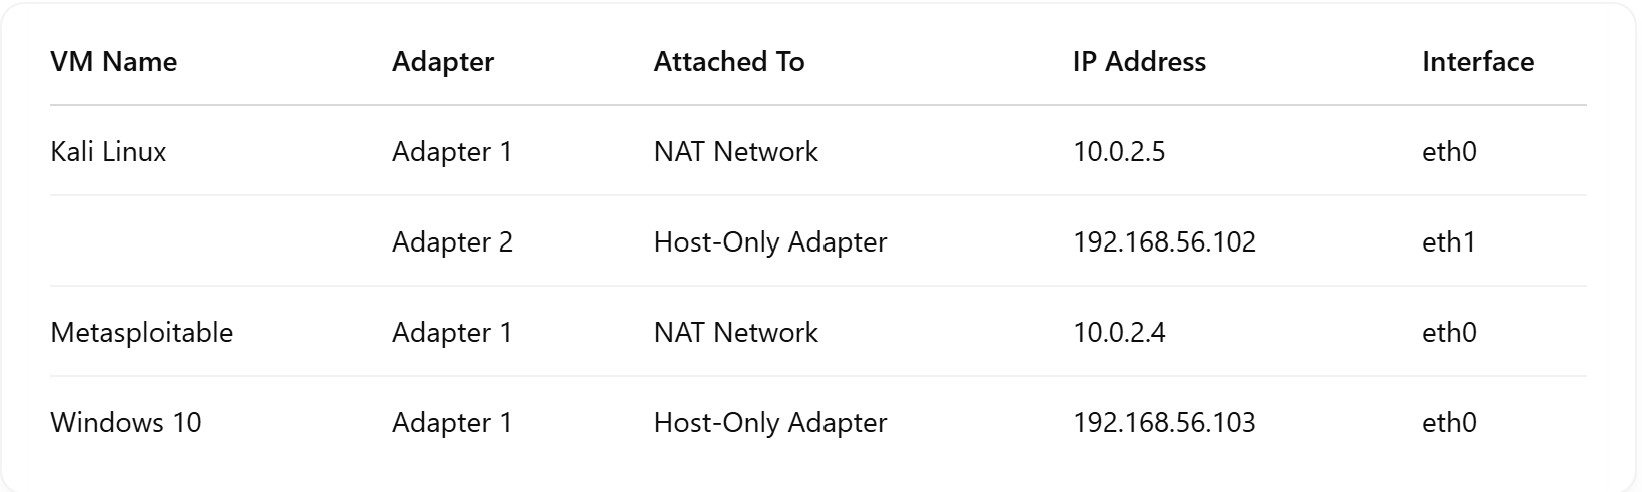 VM Name Adapter Attached To IP Address Interface
Kali Linux Adapter 1 NAT Network 10.0.2.5 eth0
Adapter 2 Host-Only Adapter 192.168.56.102 eth1
Metasploitable Adapter 1 NAT Network 10.0.2.4 eth0
Windows 10 Adapter 1 Host-Only Adapter 192.168.56.103 eth0